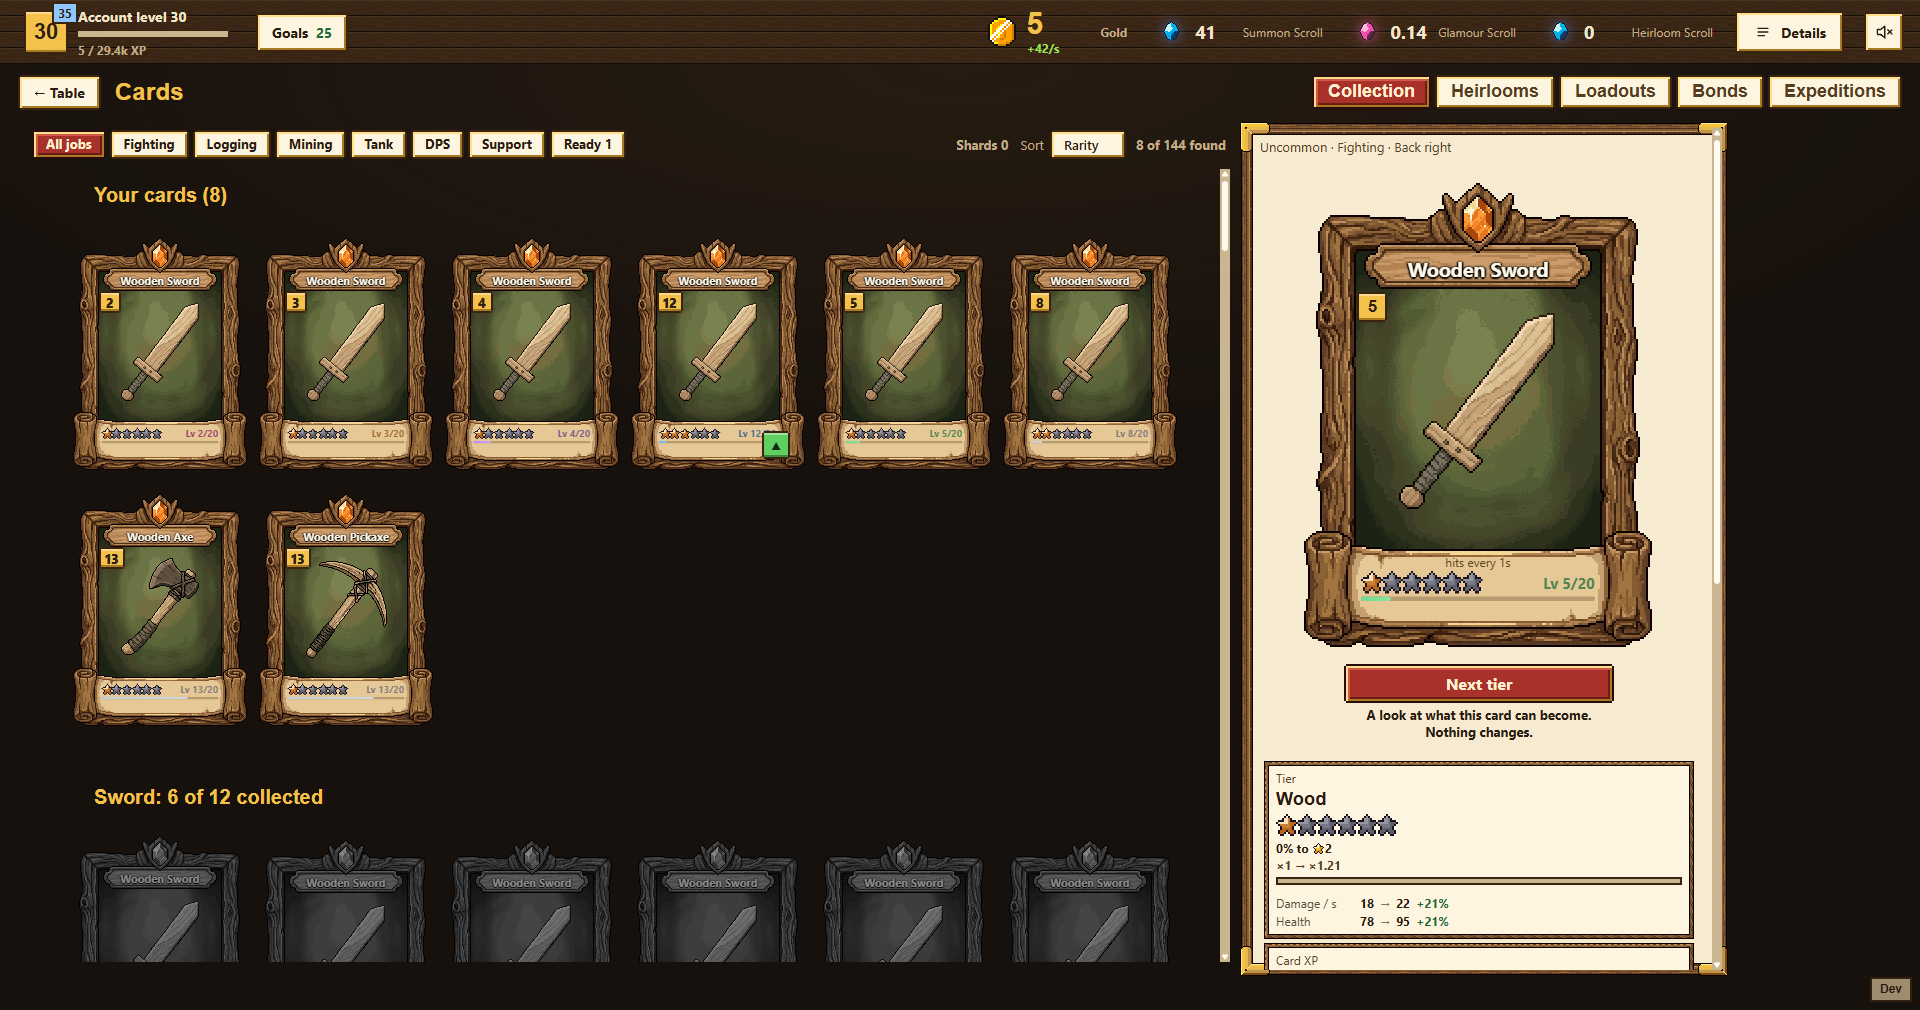 30
35
Account level 30
5 / 29.4k XP
Goals 25
5
+42/s
Gold
41
Summon Scroll
0.14
Glamour Scroll
0
Heirloom Scroll
Details
← Table
Cards
Collection
Heirlooms
Loadouts
Bonds
Expeditions
All jobs
Fighting
Logging
Mining
Tank
DPS
Support
Ready 1
Shards 0
Sort
Rarity
8 of 144 found
Your cards (8)
Wooden Sword
2
Lv 2/20
Wooden Sword
3
Lv 3/20
Wooden Sword
4
Lv 4/20
Wooden Sword
12
Lv 12
Wooden Sword
5
Lv 5/20
Wooden Sword
8
Lv 8/20
Wooden Axe
13
Lv 13/20
Wooden Pickaxe
13
Lv 13/20
Sword: 6 of 12 collected
Wooden Sword
Wooden Sword
Wooden Sword
Wooden Sword
Wooden Sword
Wooden Sword
Uncommon · Fighting · Back right
Wooden Sword
5
hits every 1s
Lv 5/20
Next tier
A look at what this card can become.
Nothing changes.
Tier
Wood
0% to 2
×1 → ×1.21
Damage / s 18 → 22 +21%
Health 78 → 95 +21%
Card XP
Dev